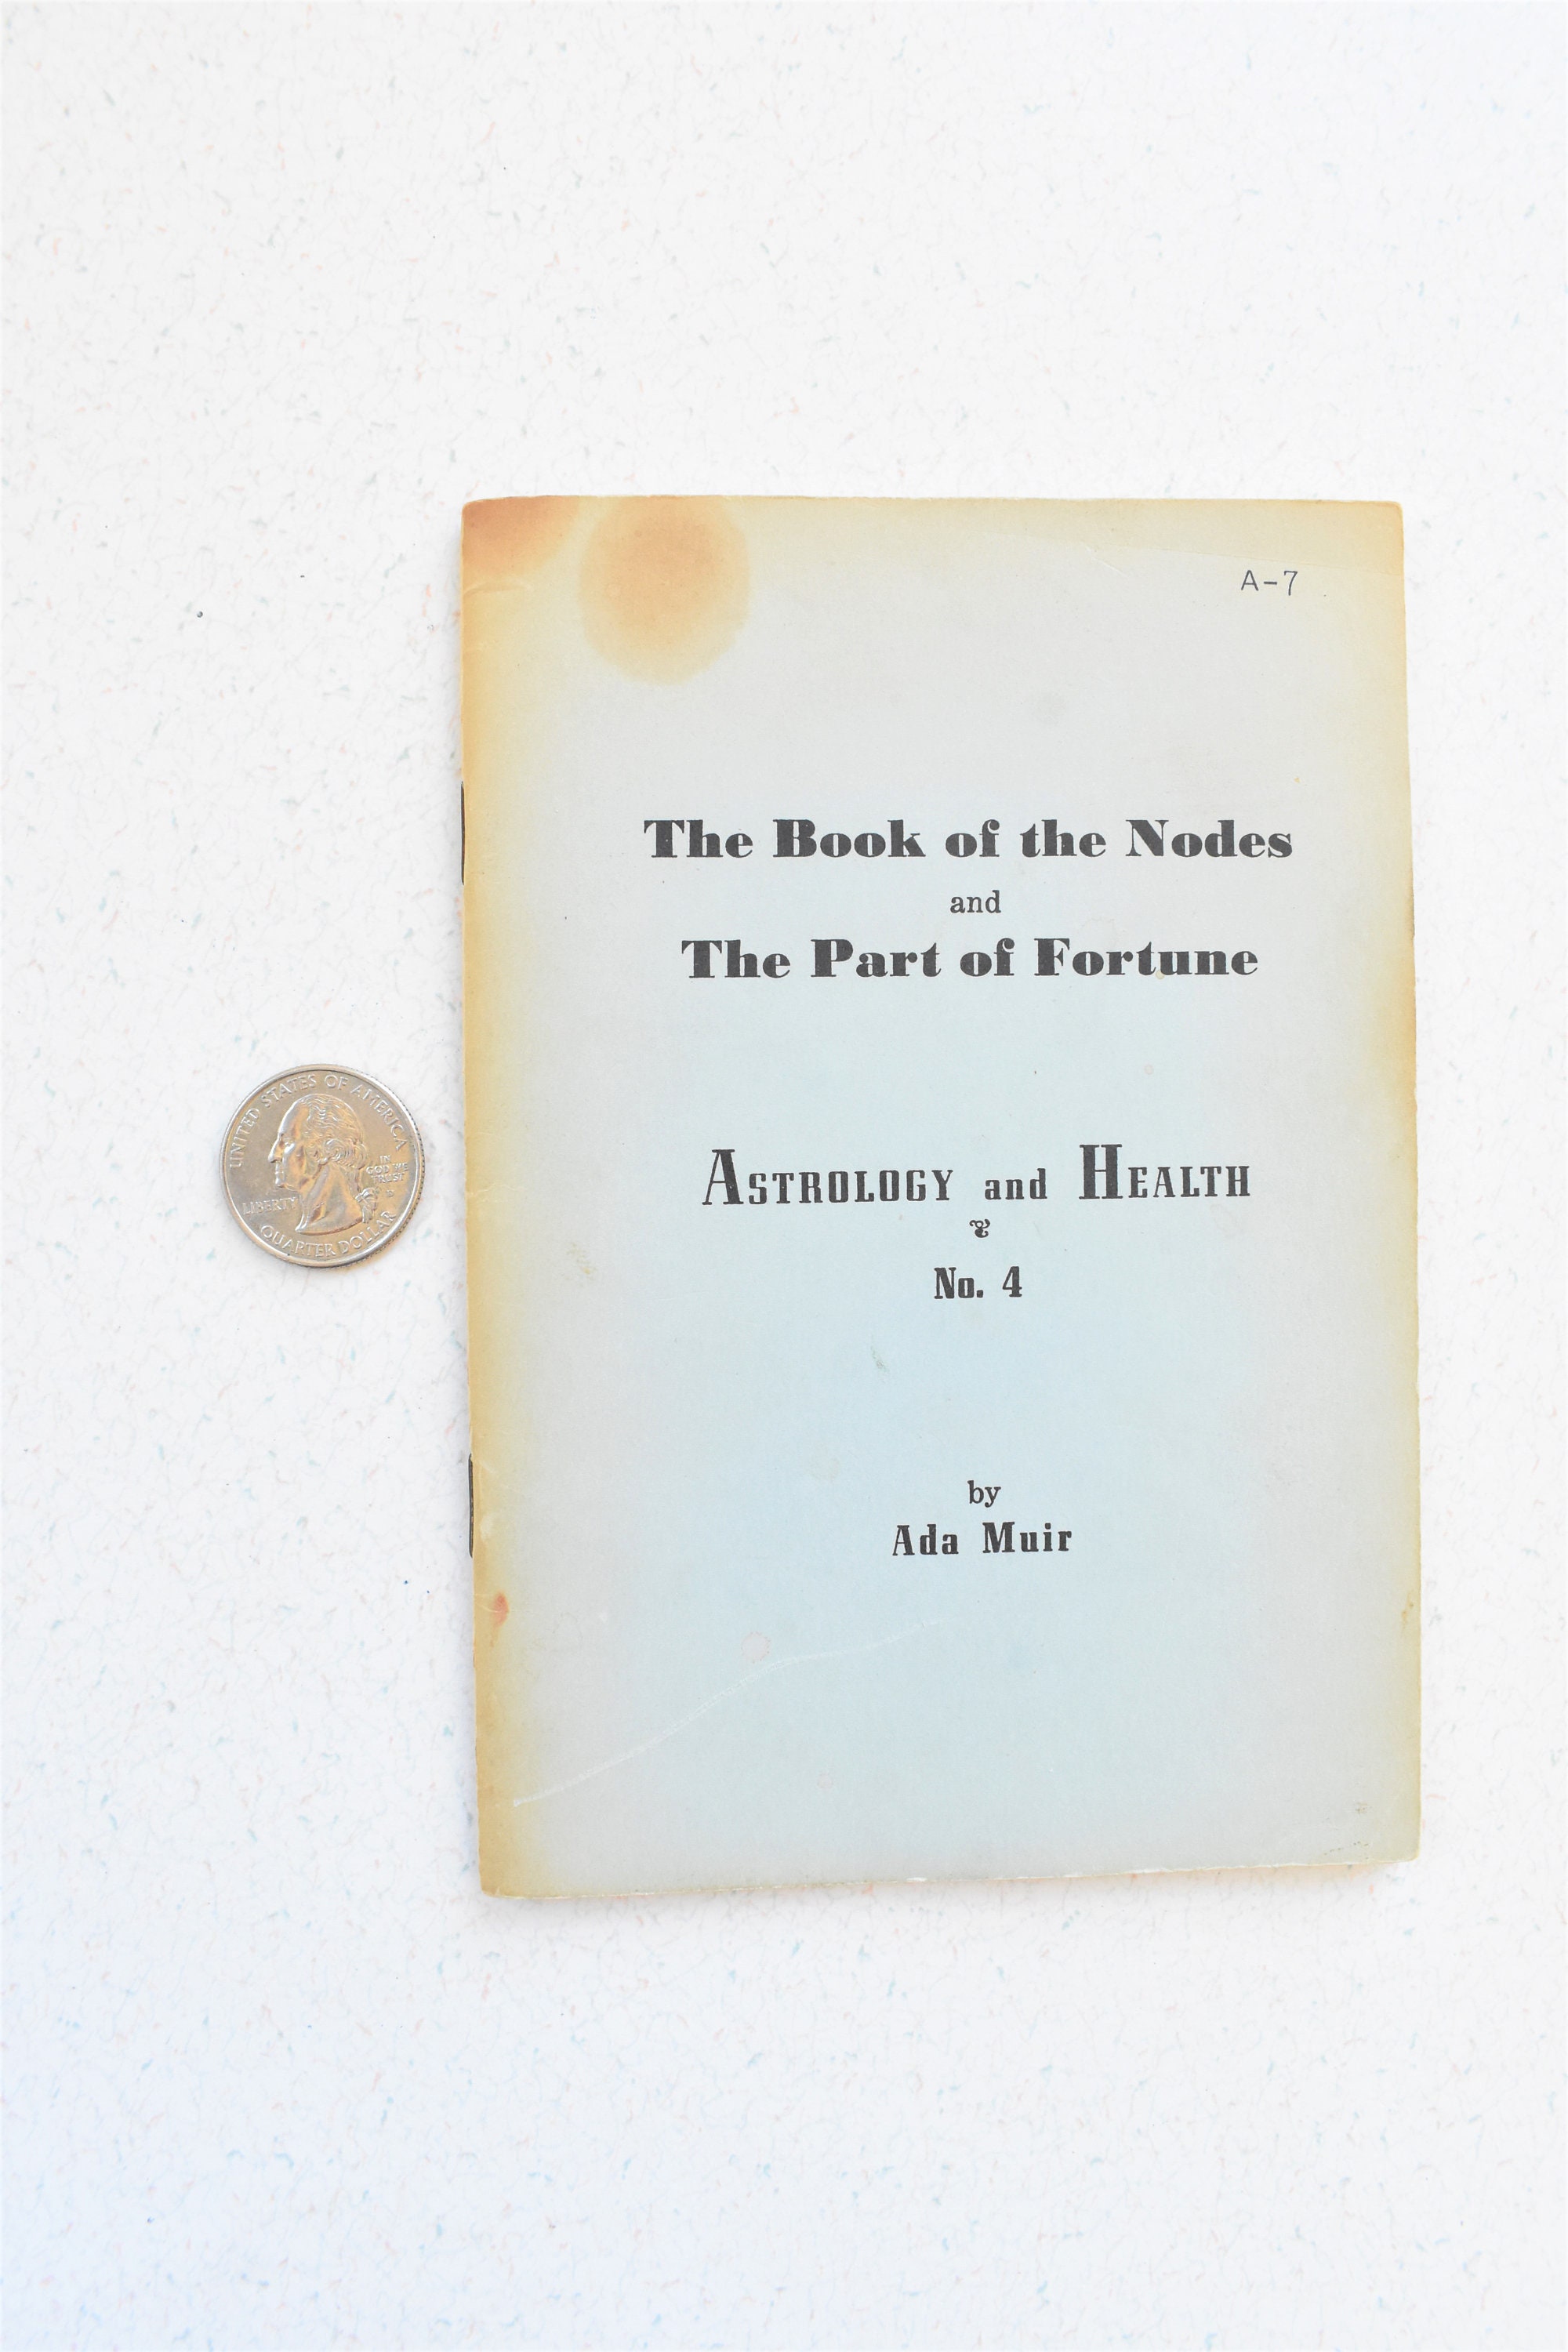 A-7
The Book of the Nodes
and
The Part of Fortune
ASTROLOGY and HEALTH
No. 4
by
Ada Muir
UNITED STATES OF AMERICA
IN
GOD WE
TRUST
LIBERTY
QUARTER DOLLAR